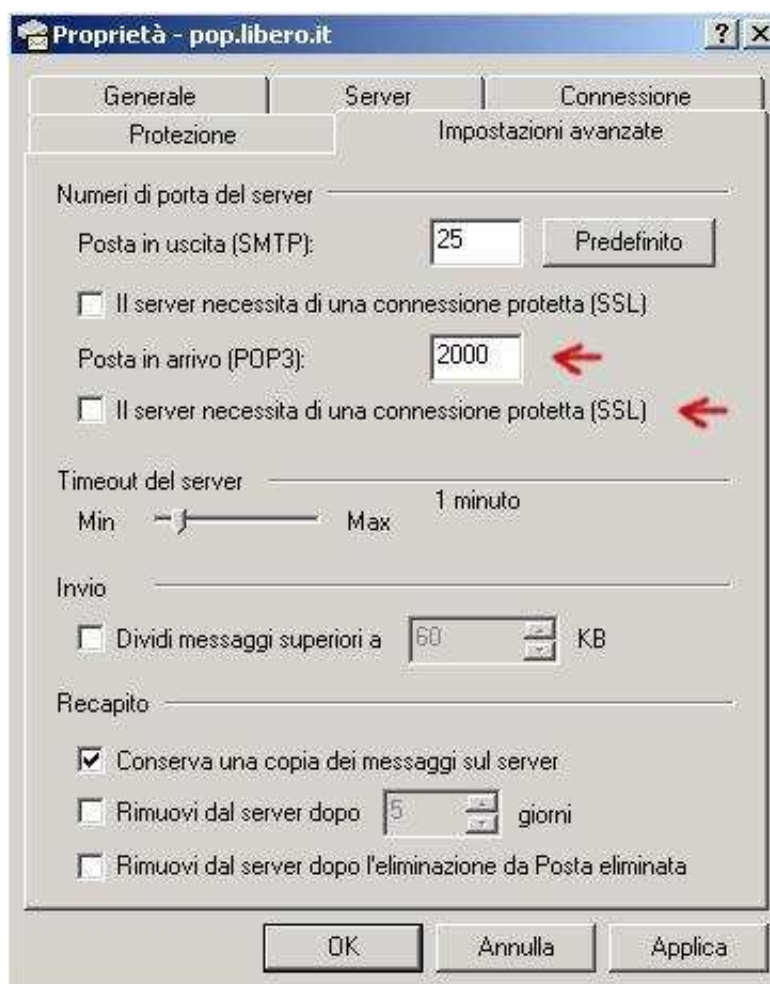 Proprietà - pop.libero.it
Generale Server Connessione
Protezione Impostazioni avanzate
Numeri di porta del server
Posta in uscita (SMTP): 25 Predefinito
Il server necessita di una connessione protetta (SSL)
Posta in arrivo (POP3): 2000
Il server necessita di una connessione protetta (SSL)
Timeout del server
Min Max 1 minuto
Invio
Dividi messaggi superiori a 60 KB
Recapito
Conserva una copia dei messaggi sul server
Rimuovi dal server dopo 5 giorni
Rimuovi dal server dopo l'eliminazione da Posta eliminata
OK Annulla Applica